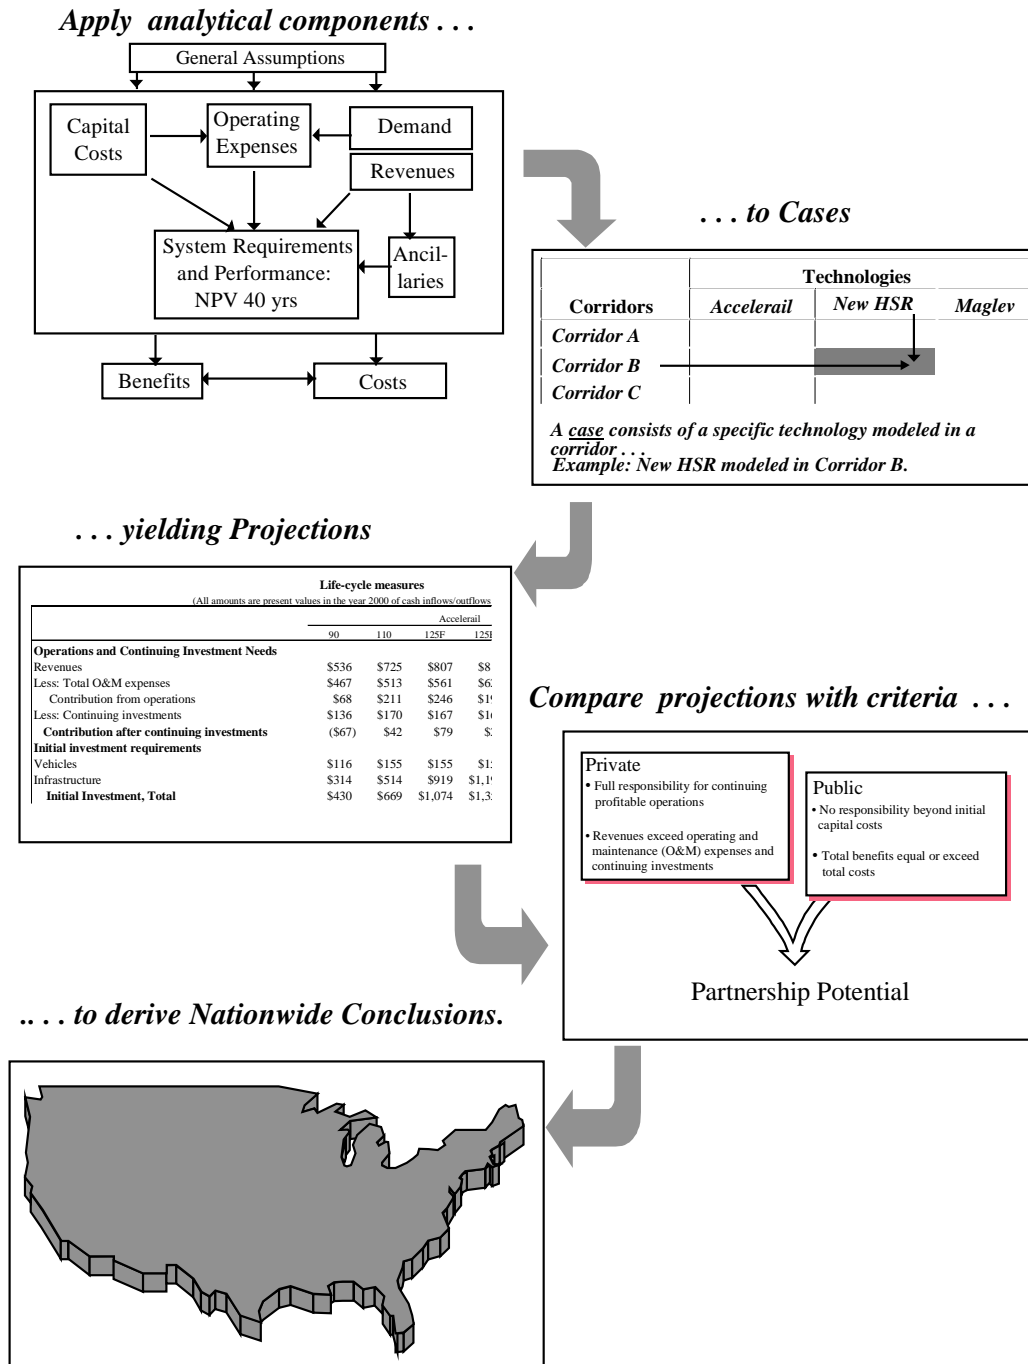 Apply analytical components . . .
General Assumptions
Capital
Costs
Operating
Expenses
Demand
Revenues
System Requirements
and Performance:
NPV 40 yrs
Ancil-
laries
Benefits
Costs
. . . to Cases
Technologies
Corridors Accelerail New HSR Maglev
Corridor A
Corridor B
Corridor C
A case consists of a specific technology modeled in a
corridor . . .
Example: New HSR modeled in Corridor B.
. . . yielding Projections
Life-cycle measures
(All amounts are present values in the year 2000 of cash inflows/outflows
Accelerail
90 110 125F
Operations and Continuing Investment Needs
Revenues $536 $725 $807
Less: Total O&M expenses $467 $513 $561
Contribution from operations $68 $211 $246
Less: Continuing investments $136 $170 $167
Contribution after continuing investments ($67) $42 $79
Initial investment requirements
Vehicles $116 $155 $155
Infrastructure $314 $514 $919
Initial Investment, Total $430 $669 $1,074
Compare projections with criteria . . .
Private
• Full responsibility for continuing
profitable operations
• Revenues exceed operating and
maintenance (O&M) expenses and
continuing investments
Public
• No responsibility beyond initial
capital costs
• Total benefits equal or exceed
total costs
Partnership Potential
.. . . to derive Nationwide Conclusions.